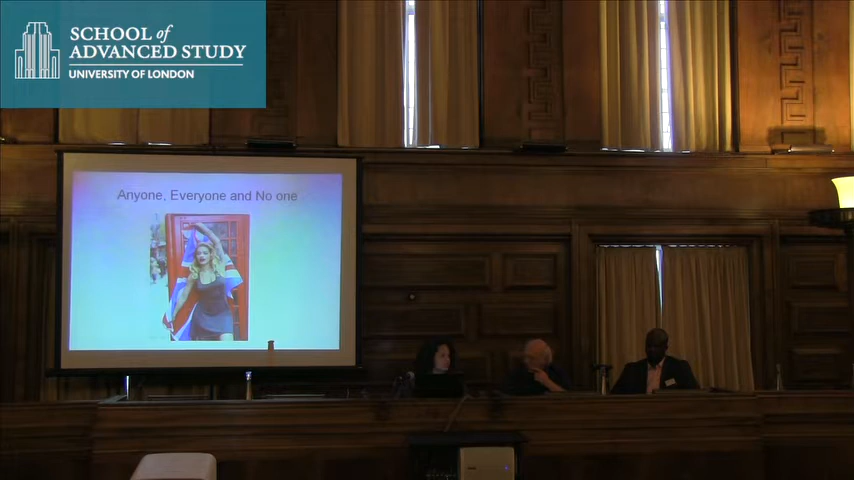 SCHOOL of
ADVANCED STUDY
UNIVERSITY OF LONDON
Anyone, Everyone and No one